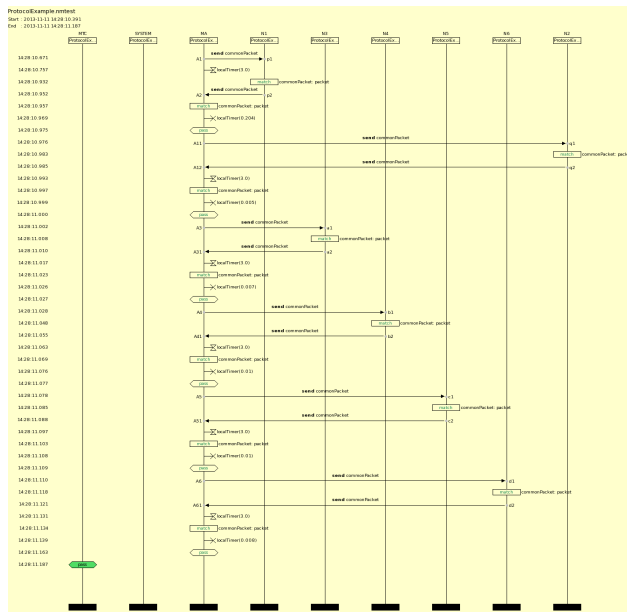 ProtocolExample.nmtest
Start : 2013-11-11 14:28:10.391
End : 2013-11-11 14:28:11.187
MTC SYSTEM MA N1 N3 N4 N5 N6 N2
ProtocolEx... ProtocolEx... ProtocolEx... ProtocolEx... ProtocolEx... ProtocolEx... ProtocolEx... ProtocolEx... ProtocolEx...
send commonPacket
14:28:10.671 A1 p1
14:28:10.757 localTimer(3.0)
14:28:10.932 match commonPacket: packet
send commonPacket
14:28:10.952 A2 p2
14:28:10.957 match commonPacket: packet
14:28:10.969 localTimer(0.204)
14:28:10.975 pass
send commonPacket
14:28:10.976 A11 q1
14:28:10.983 match commonPacket: pack
send commonPacket
14:28:10.985 A12 q2
14:28:10.993 localTimer(3.0)
14:28:10.997 match commonPacket: packet
14:28:10.999 localTimer(0.005)
14:28:11.000 pass
send commonPacket
14:28:11.002 A3 a1
14:28:11.008 match commonPacket: packet
send commonPacket
14:28:11.010 A31 a2
14:28:11.017 localTimer(3.0)
14:28:11.023 match commonPacket: packet
14:28:11.026 localTimer(0.007)
14:28:11.027 pass
send commonPacket
14:28:11.028 A4 b1
14:28:11.048 match commonPacket: packet
send commonPacket
14:28:11.055 A41 b2
14:28:11.063 localTimer(3.0)
14:28:11.069 match commonPacket: packet
14:28:11.076 localTimer(0.01)
14:28:11.077 pass
send commonPacket
14:28:11.078 A5 c1
14:28:11.085 match commonPacket: packet
send commonPacket
14:28:11.088 A51 c2
14:28:11.097 localTimer(3.0)
14:28:11.103 match commonPacket: packet
14:28:11.108 localTimer(0.01)
14:28:11.109 pass
send commonPacket
14:28:11.110 A6 d1
14:28:11.118 match commonPacket: packet
send commonPacket
14:28:11.121 A61 d2
14:28:11.131 localTimer(3.0)
14:28:11.134 match commonPacket: packet
14:28:11.139 localTimer(0.008)
14:28:11.163 pass
14:28:11.187 pass